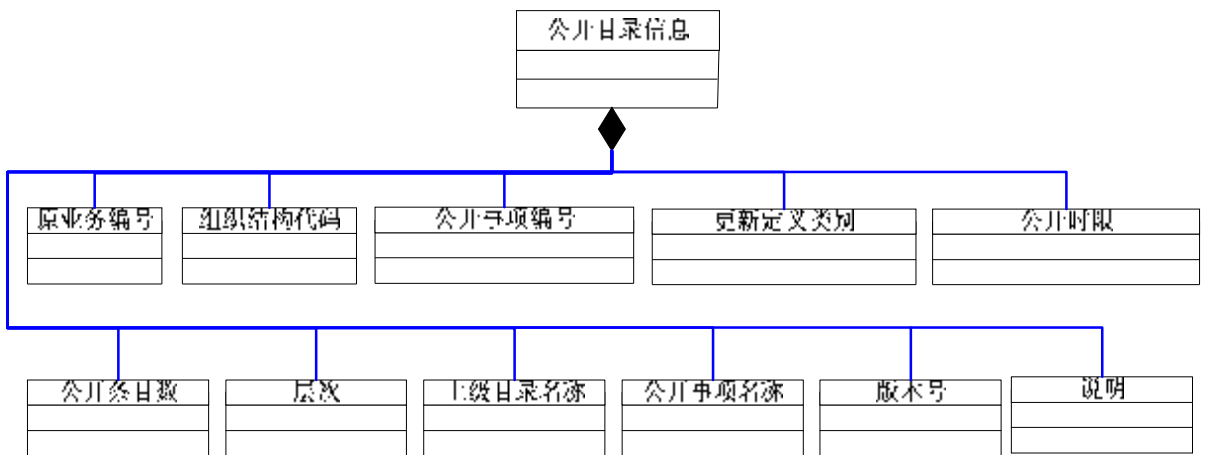 公开目录信息
原业务编号
组织结构代码
公开事项编号
更新定义类别
公开时限
公开条目数
层次
上级目录名称
公开事项名称
版本号
说明